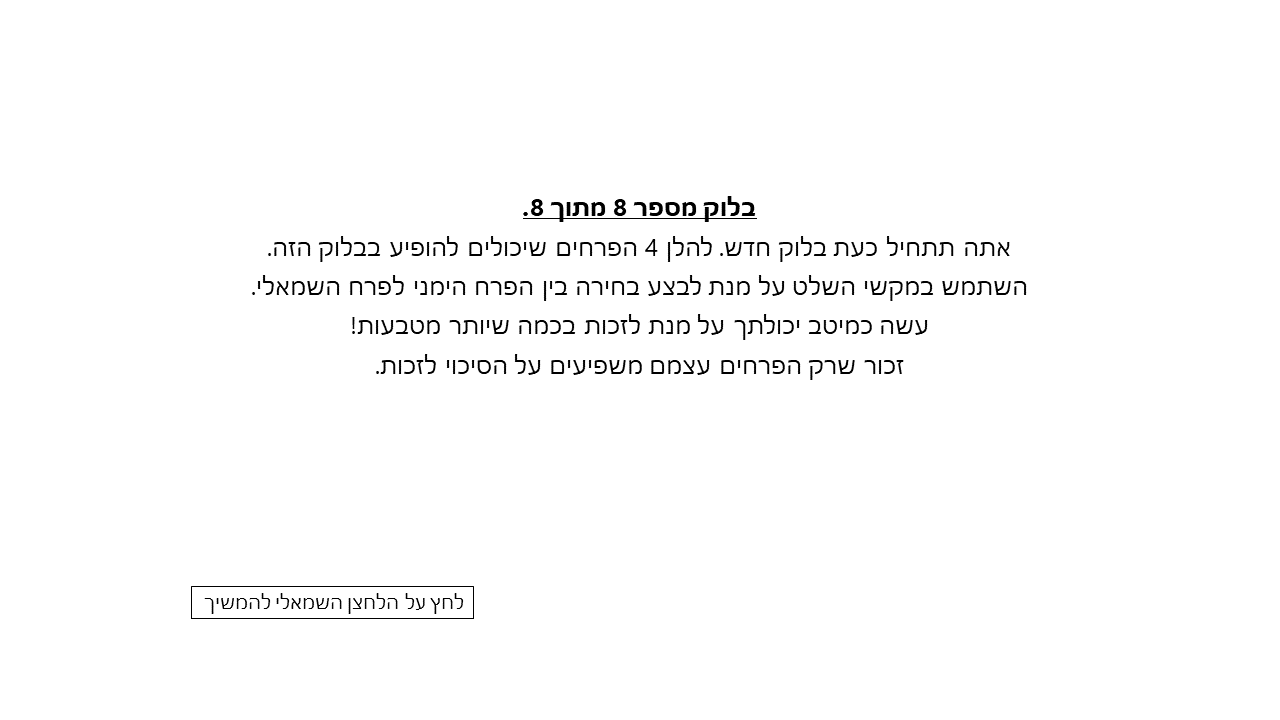 בלוק מספר 8 מתוך 8.
אתה תתחיל כעת בלוק חדש. להלן 4 הפרחים שיכולים להופיע בבלוק הזה.
השתמש במקשי השלט על מנת לבצע בחירה בין הפרח הימני לפרח השמאלי.
עשה כמיטב יכולתך על מנת לזכות בכמה שיותר מטבעות!
זכור שרק הפרחים עצמם משפיעים על הסיכוי לזכות.
לחץ על הלחצן השמאלי להמשיך